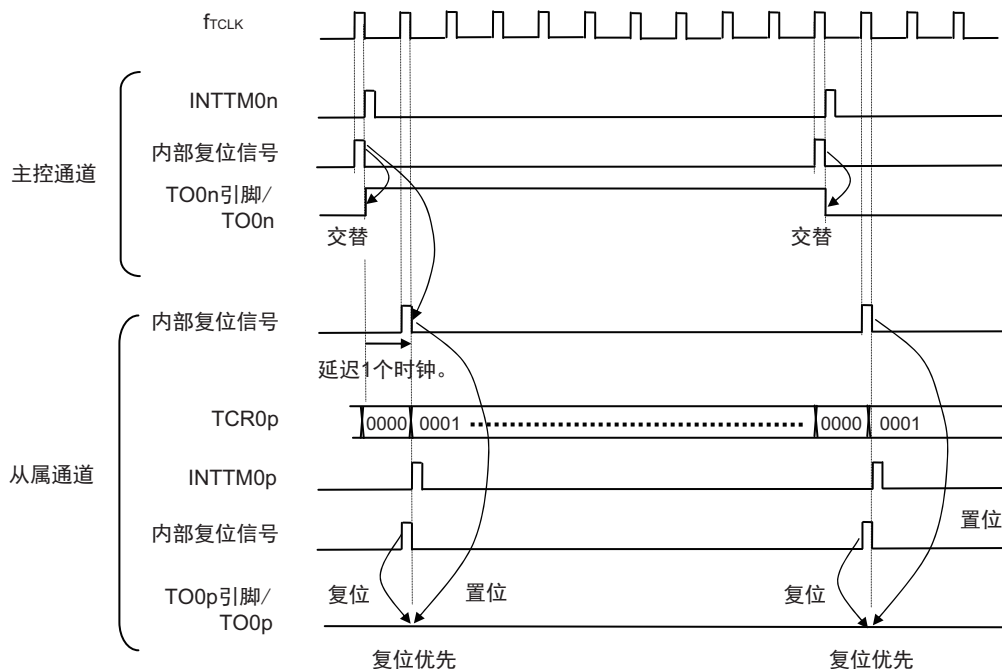 fTCLK
主控通道
INTTM0n
内部复位信号
TO0n引脚/
TO0n
交替
交替
从属通道
内部复位信号
延迟1个时钟。
TCR0p
0000
0001
0000
0001
INTTM0p
置位
内部复位信号
复位
置位
复位
TO0p引脚/
TO0p
复位优先
复位优先